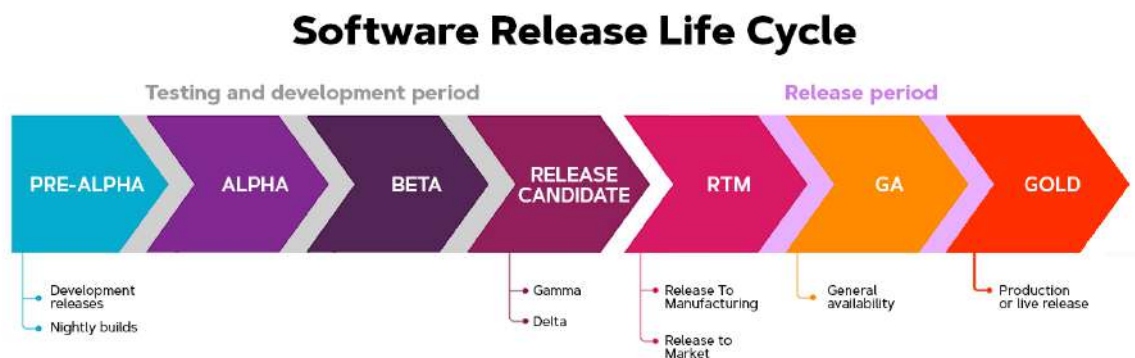 Software Release Life Cycle
Testing and development period
Release period
PRE-ALPHA
ALPHA
BETA
RELEASE
CANDIDATE
RTM
GA
GOLD
Development
releases
Nightly builds
Gamma
Delta
Release To
Manufacturing
Release to
Market
General
availability
Production
or live release